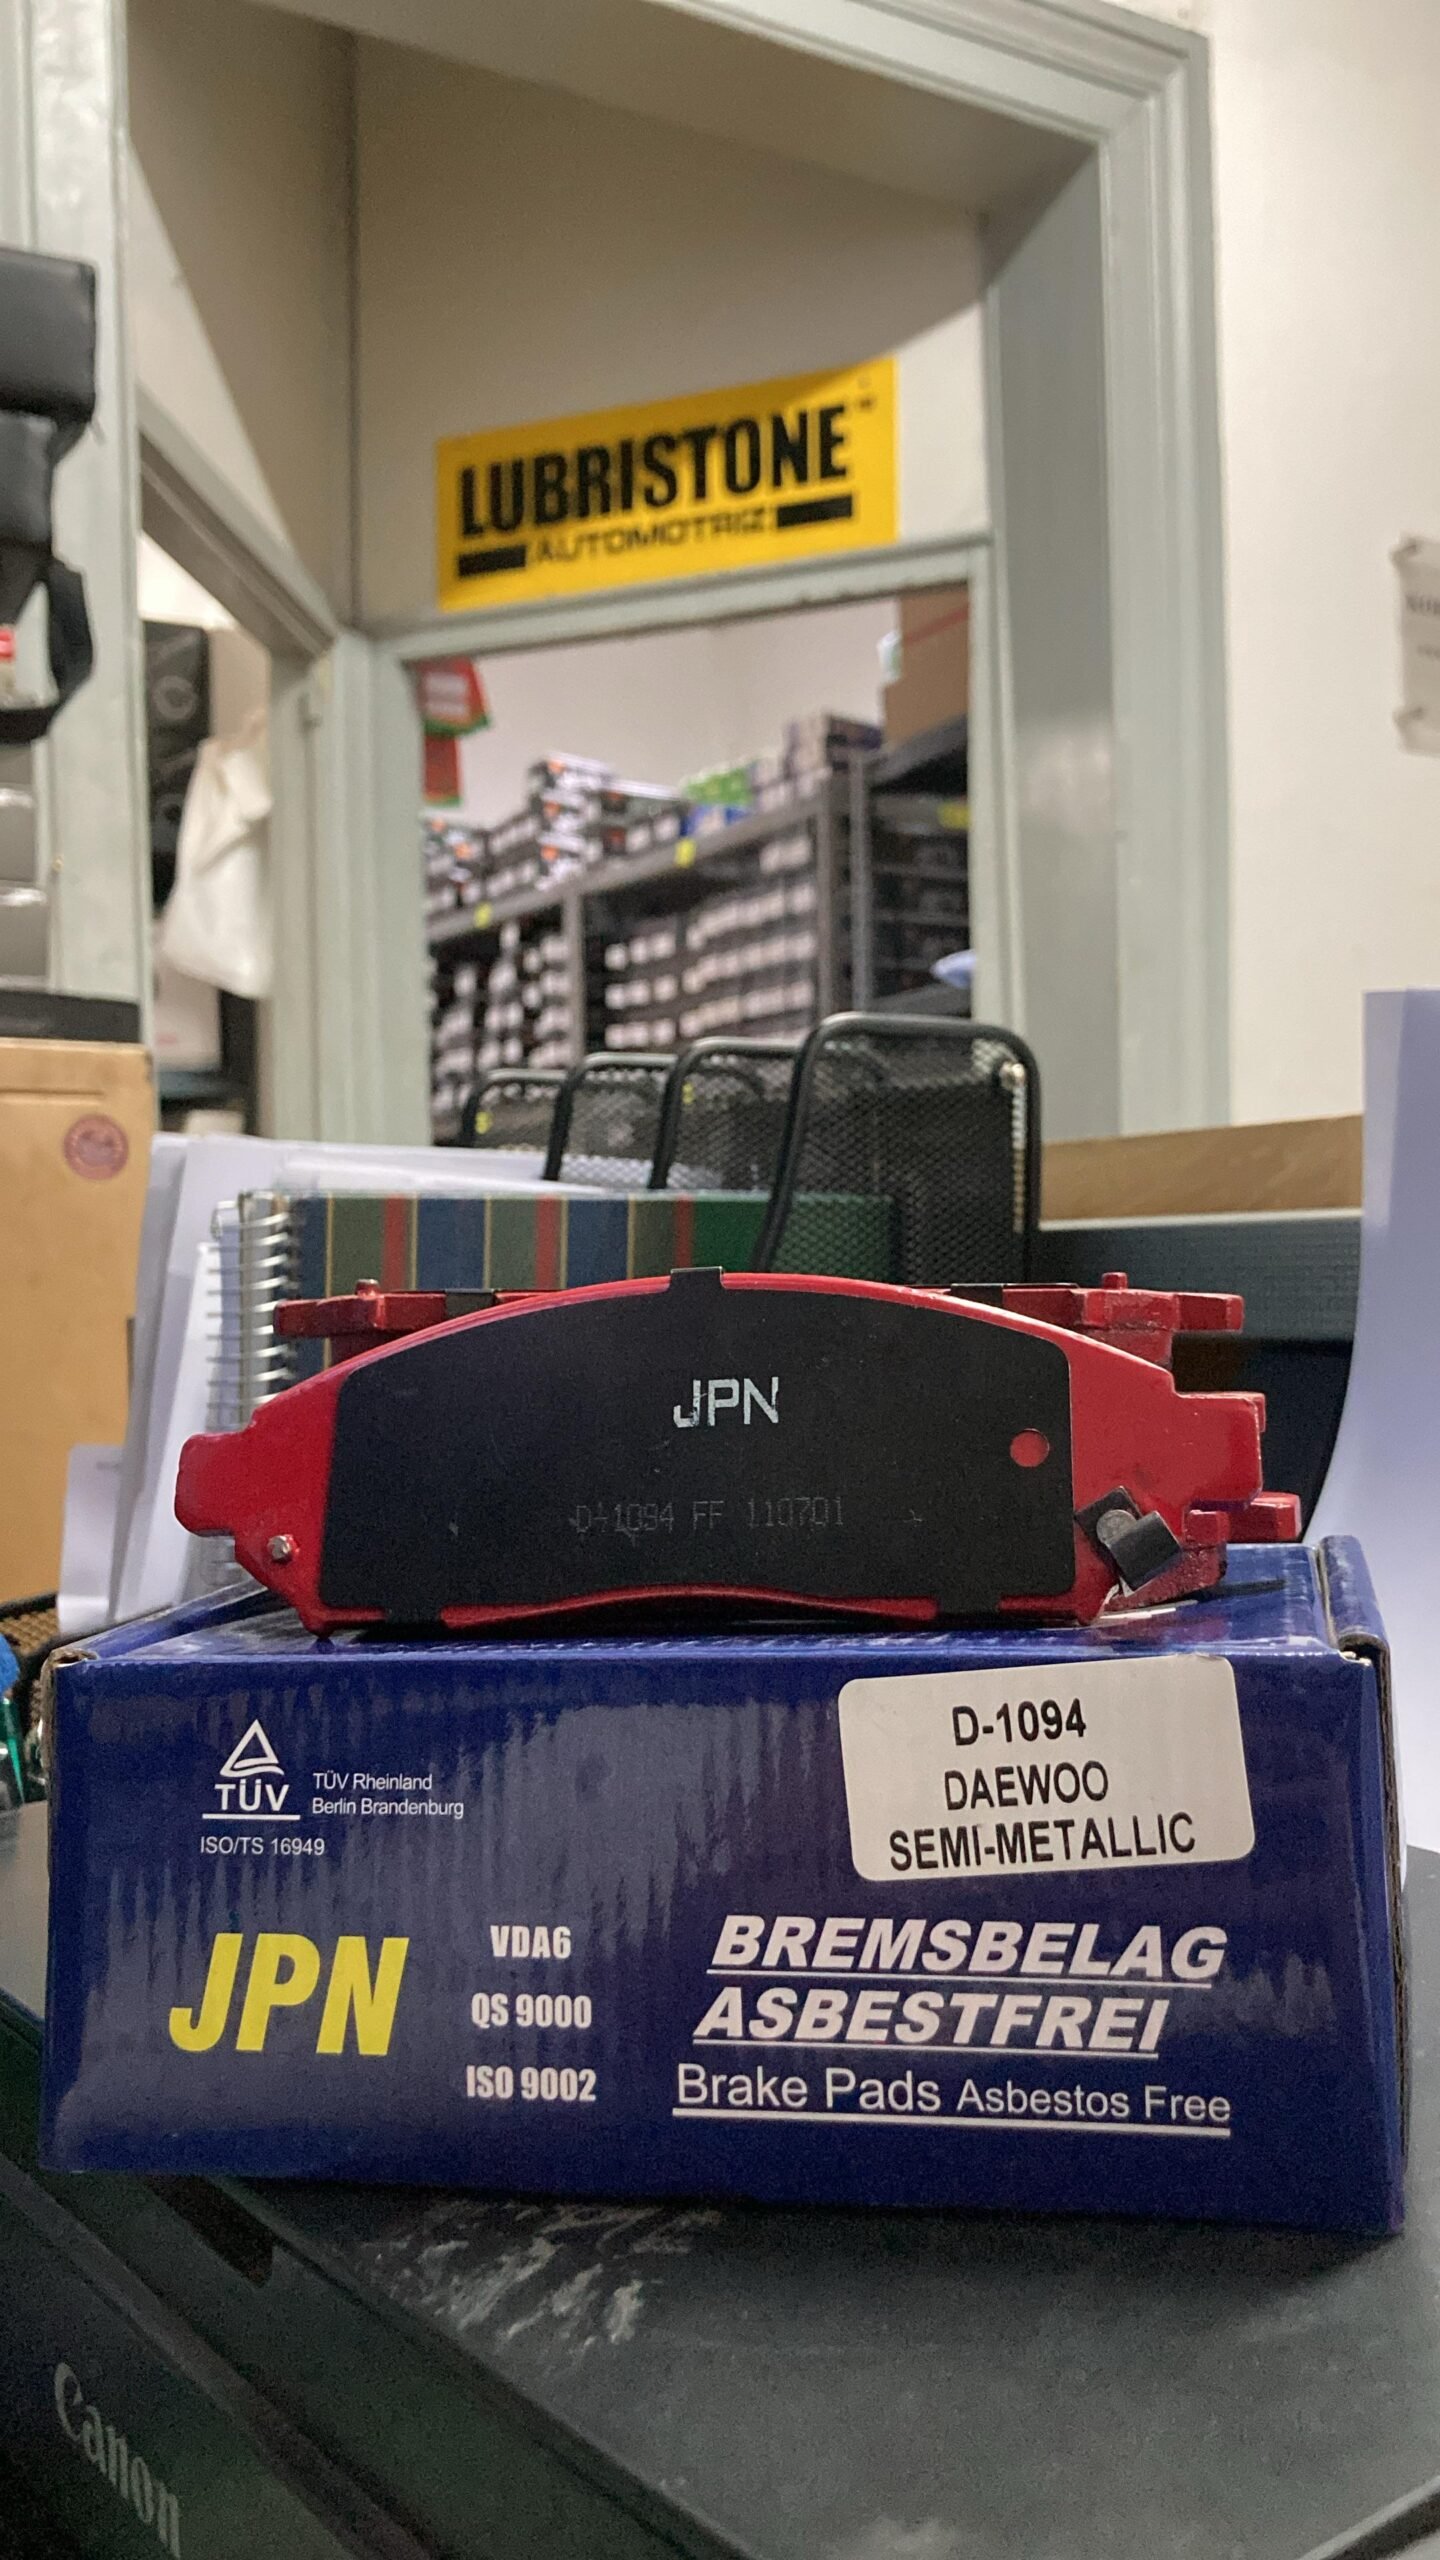 LUBRISTONE
AUTOMOTRIZ
JPN
D-1094 FF 110701
D-1094
DAEWOO
SEMI-METALLIC
TÜV
TÜV Rheinland
Berlin Brandenburg
ISO/TS 16949
JPN
VDA6
QS 9000
ISO 9002
BREMSBELAG
ASBESTFREI
Brake Pads Asbestos Free
Canon